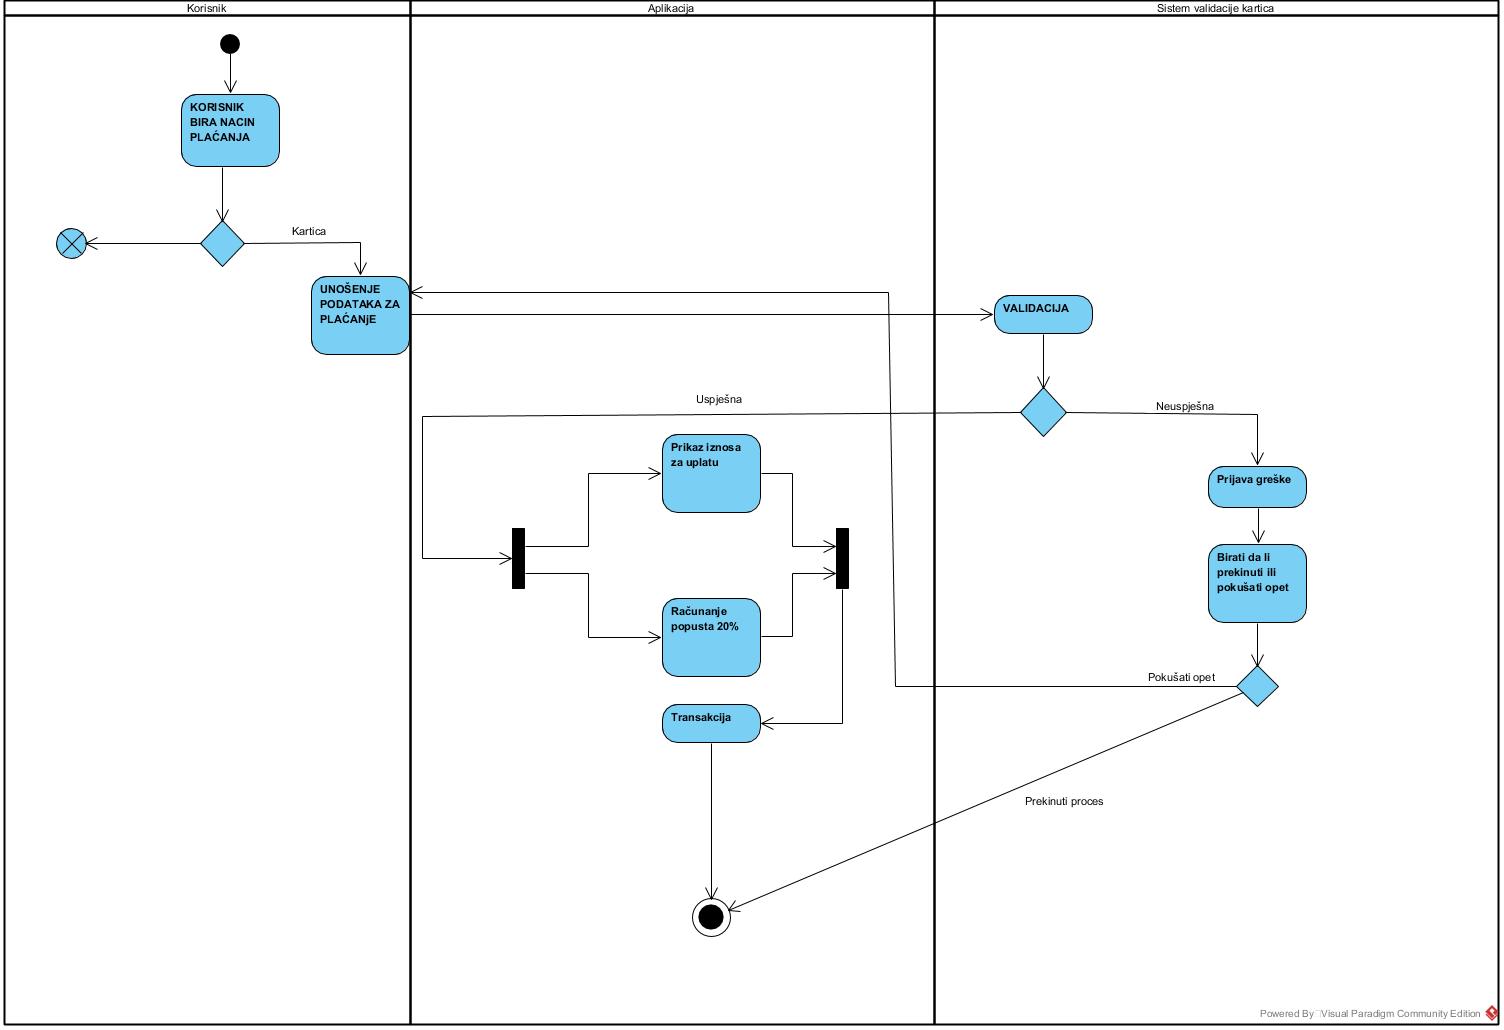 Korisnik
Aplikacija
Sistem validacije kartica
KORISNIK
BIRA NACIN
PLAĆANJA
Kartica
UNOŠENJE
PODATAKA ZA
PLAĆANjE
VALIDACIJA
Uspješna
Neuspješna
Prikaz iznosa
za uplatu
Prijava greške
Birati da li
prekinuti ili
pokušati opet
Računanje
popusta 20%
Pokušati opet
Transakcija
Prekinuti proces
Powered By Visual Paradigm Community Edition